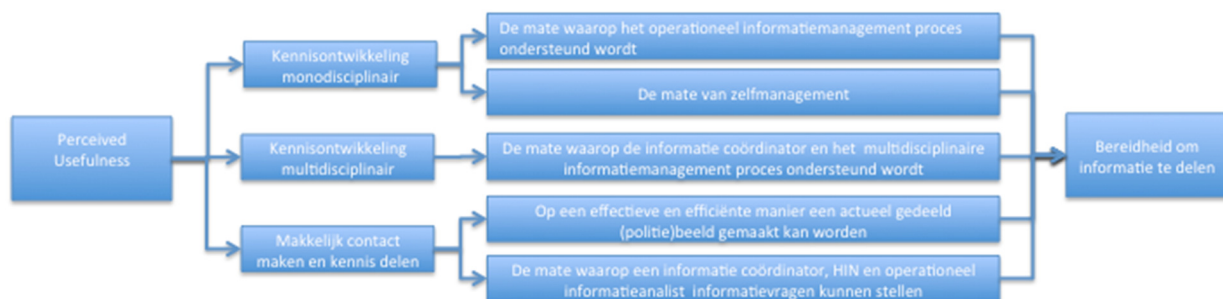 Perceived
Usefulness
Kennisontwikkeling
monodisciplinair
Kennisontwikkeling
multidisciplinair
Makkelijk contact
maken en kennis delen
De mate waarop het operationeel informatiemanagement proces
ondersteund wordt
De mate van zelfmanagement
De mate waarop de informatie coördinator en het multidisciplinaire
informatiemanagement proces ondersteund wordt
Op een effectieve en efficiënte manier een actueel gedeeld
(politie)beeld gemaakt kan worden
De mate waarop een informatie coördinator, HIN en operationeel
informatieanalist informatievragen kunnen stellen
Bereidheid om
informatie te delen